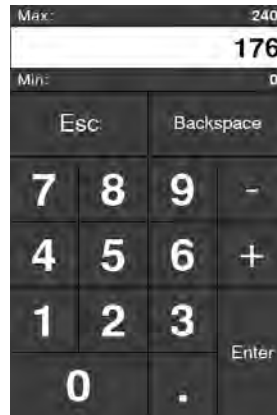 Max: 240
176
Min: 0
Esc Backspace
7 8 9 -
4 5 6 +
1 2 3
Enter
0 .